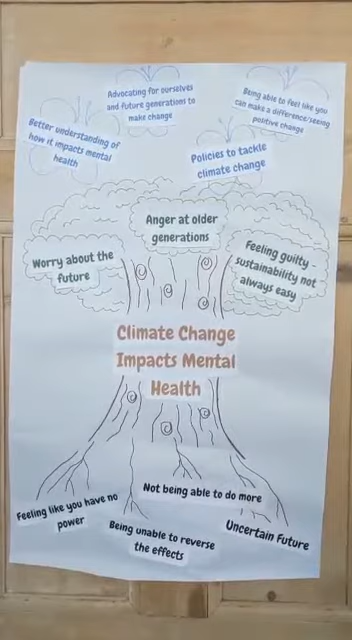 Advocating for ourselves
and future generations to
make change
Being able to feel like you
can make a difference/seeing
positive change
Better understanding of
how it impacts mental
health
Policies to tackle
climate change
Anger at older
generations
Worry about the
future
Feeling guilty -
sustainability not
always easy
Climate Change
Impacts Mental
Health
Not being able to do more
Feeling like you have no
power
Being unable to reverse
the effects
Uncertain Future